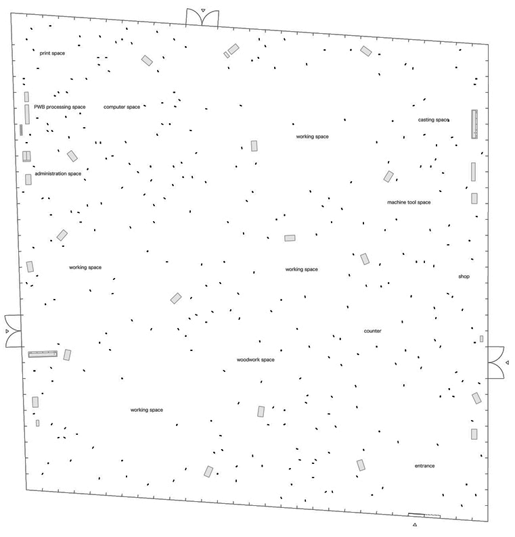 print space
PWB processing space
computer space
casting space
working space
administration space
machine tool space
working space
working space
shop
counter
woodwork space
working space
entrance